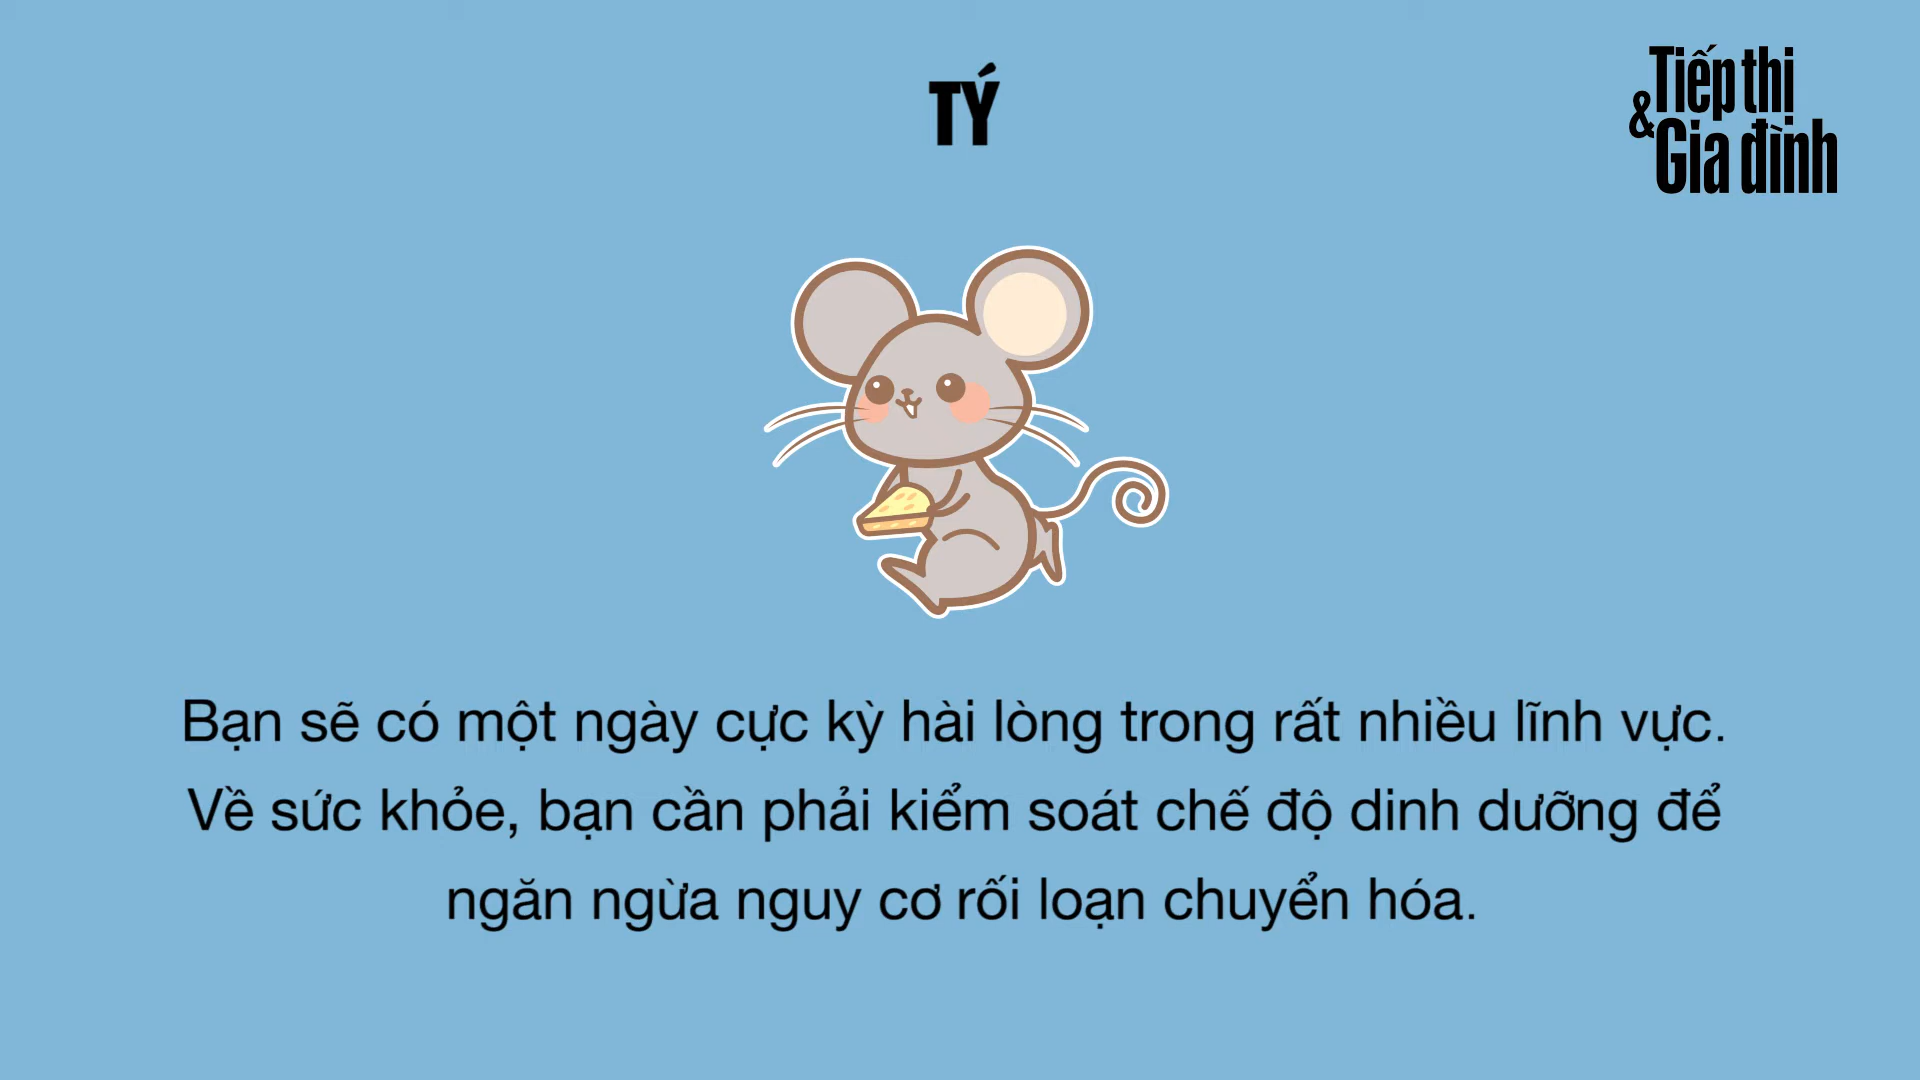 TÝ
Tiếp thị
& Gia đình
Bạn sẽ có một ngày cực kỳ hài lòng trong rất nhiều lĩnh vực.
Về sức khỏe, bạn cần phải kiểm soát chế độ dinh dưỡng để
ngăn ngừa nguy cơ rối loạn chuyển hóa.